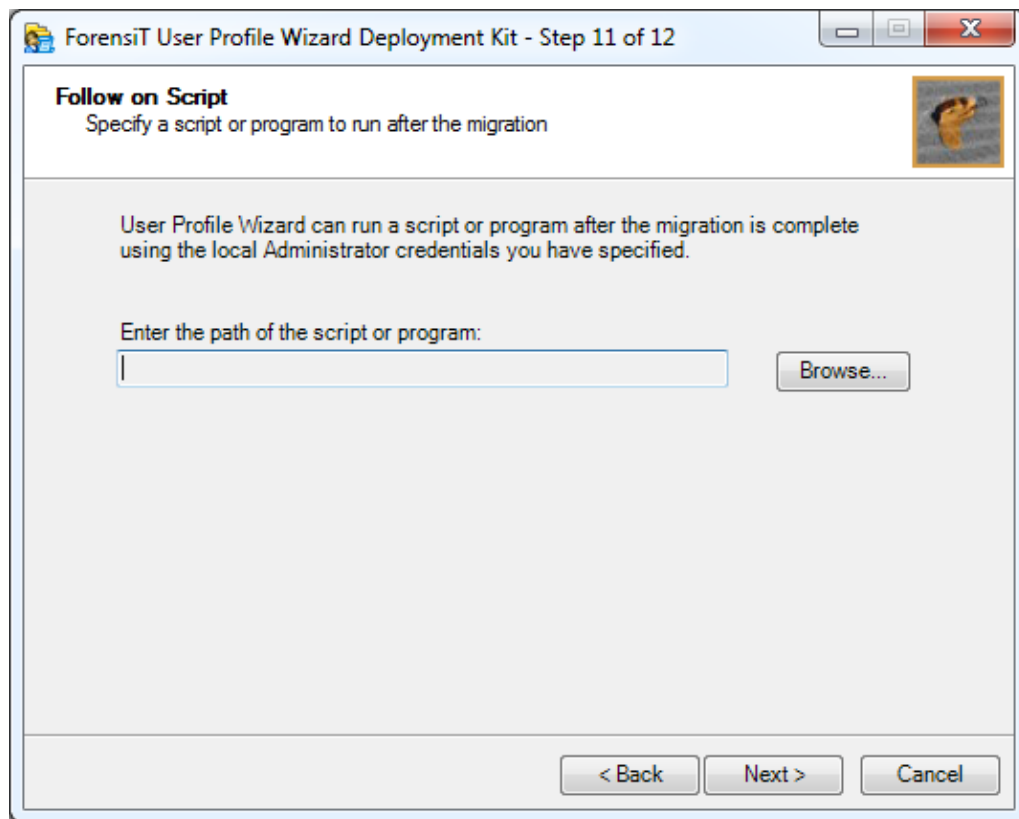 ForensiT User Profile Wizard Deployment Kit - Step 11 of 12
Follow on Script
Specify a script or program to run after the migration
User Profile Wizard can run a script or program after the migration is complete
using the local Administrator credentials you have specified.
Enter the path of the script or program:
Browse...
< Back
Next >
Cancel